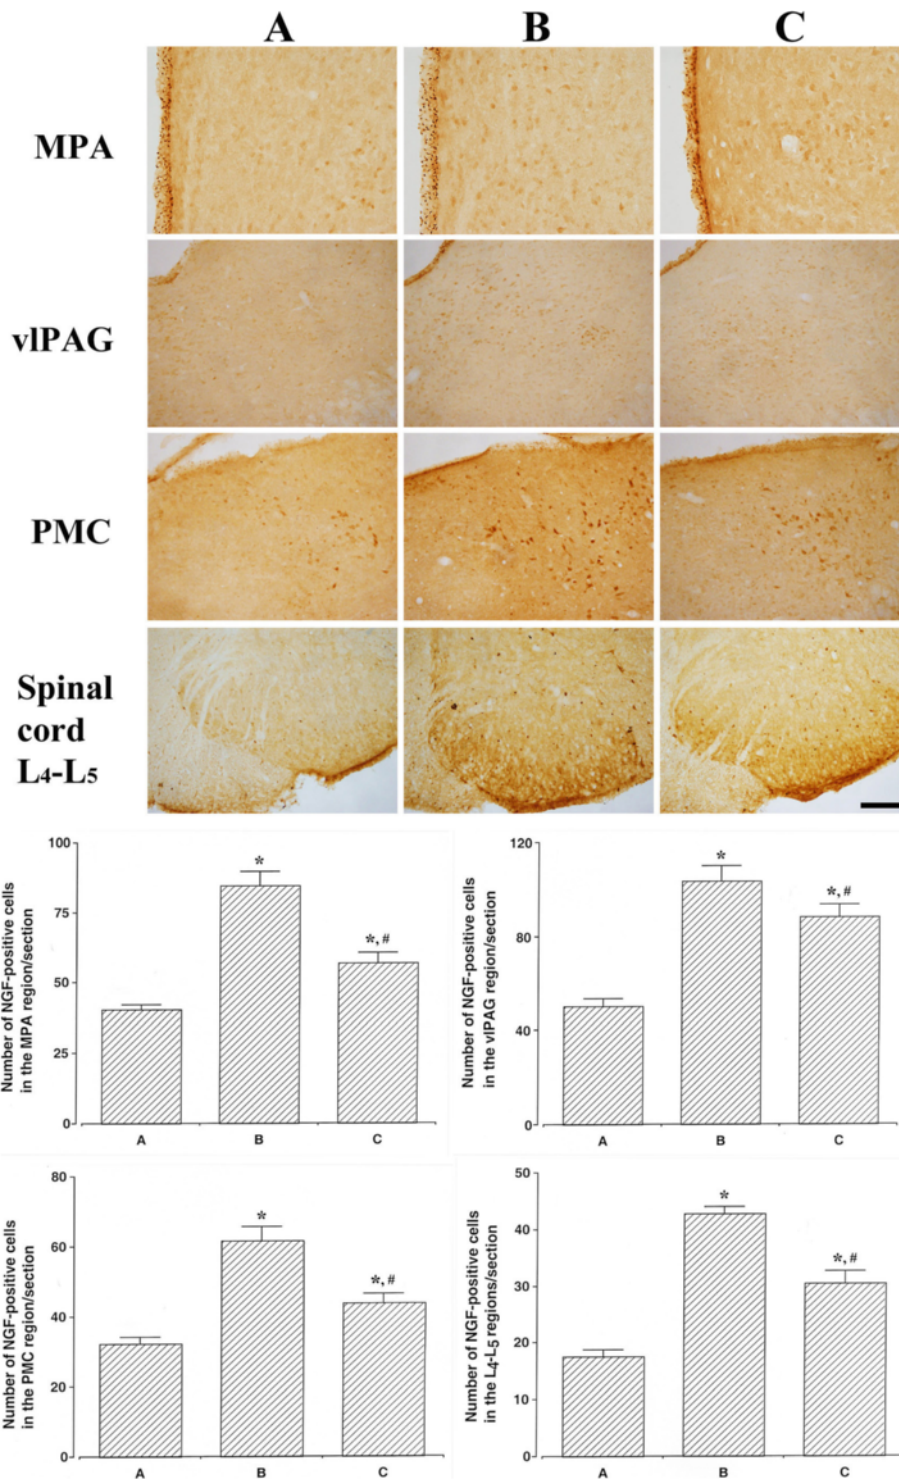 A B C
MPA
vlPAG
PMC
Spinal
cord
L4-L5
Number of NGF-positive cells
in the MPA region/section
100
75
50
25
0
*
*, #
A B C
Number of NGF-positive cells
in the vlPAG region/section
120
80
40
0
*
*, #
A B C
Number of NGF-positive cells
in the PMC region/section
80
60
40
20
0
*
*, #
A B C
Number of NGF-positive cells
in the L4-L5 regions/section
50
40
30
20
10
0
*
*, #
A B C